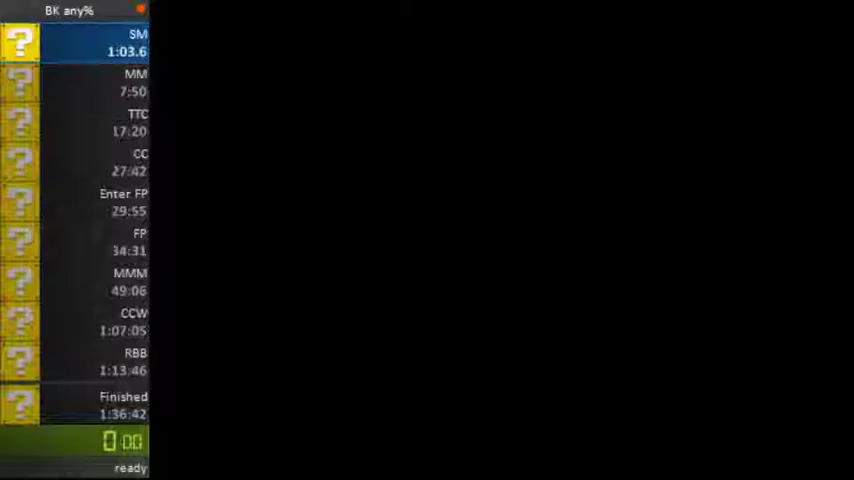 BK any%
SM
1:03.6
MM
7:50
TTC
17:20
CC
27:42
Enter FP
29:55
FP
34:31
MMM
49:06
CCW
1:07:05
RBB
1:13:46
Finished
1:36:42
0 00
ready